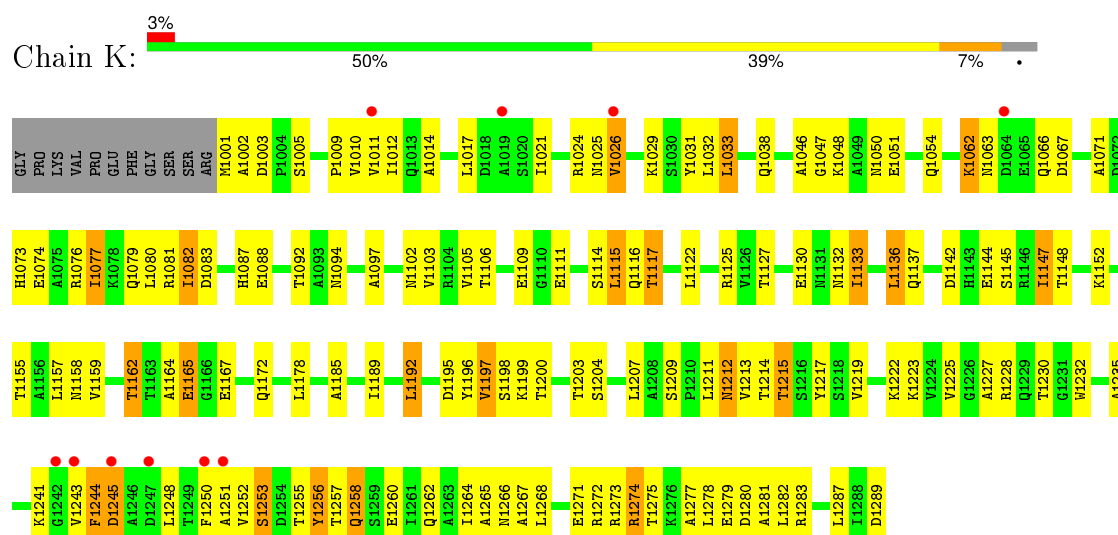 3%
Chain K:
50% 39% 7% •
GLY PRO LYS VAL PRO GLU PHE GLY SER SER ARG M1001 A1002 D1003 P1004 S1005 P1009 V1010 V1011 I1012 Q1013 A1014 L1017 D1018 A1019 S1020 I1021 R1024 N1025 V1026 K1029 S1030 Y1031 L1032 L1033 Q1038 A1046 G1047 K1048 A1049 N1050 E1051 Q1054 K1062 N1063 D1064 E1065 Q1066 D1067 A1071 D1072
H1073 E1074 A1075 R1076 I1077 K1078 Q1079 L1080 R1081 I1082 D1083 H1087 E1088 T1092 A1093 N1094 A1097 N1102 V1103 R1104 V1105 T1106 E1109 G1110 E1111 S1114 L1115 Q1116 T1117 L1122 R1125 V1126 T1127 E1130 N1131 N1132 I1133 L1136 Q1137 D1142 H1143 E1144 S1145 R1146 I1147 T1148 K1152
T1155 A1156 L1157 N1158 V1159 T1162 T1163 A1164 E1165 G1166 E1167 Q1172 L1178 A1185 I1189 L1192 D1195 Y1196 V1197 S1198 K1199 T1200 T1203 S1204 L1207 A1208 S1209 P1210 L1211 N1212 V1213 T1214 T1215 S1216 Y1217 S1218 V1219 K1222 K1223 V1224 V1225 G1226 A1227 R1228 Q1229 T1230 G1231 W1232 A1235
K1241 G1242 V1243 F1244 D1245 A1246 D1247 L1248 T1249 F1250 A1251 V1252 S1253 D1254 T1255 Y1256 T1257 Q1258 S1259 E1260 I1261 Q1262 A1263 I1264 A1265 N1266 A1267 L1268 E1271 R1272 R1273 R1274 T1275 K1276 A1277 L1278 E1279 D1280 A1281 L1282 R1283 L1287 I1288 D1289